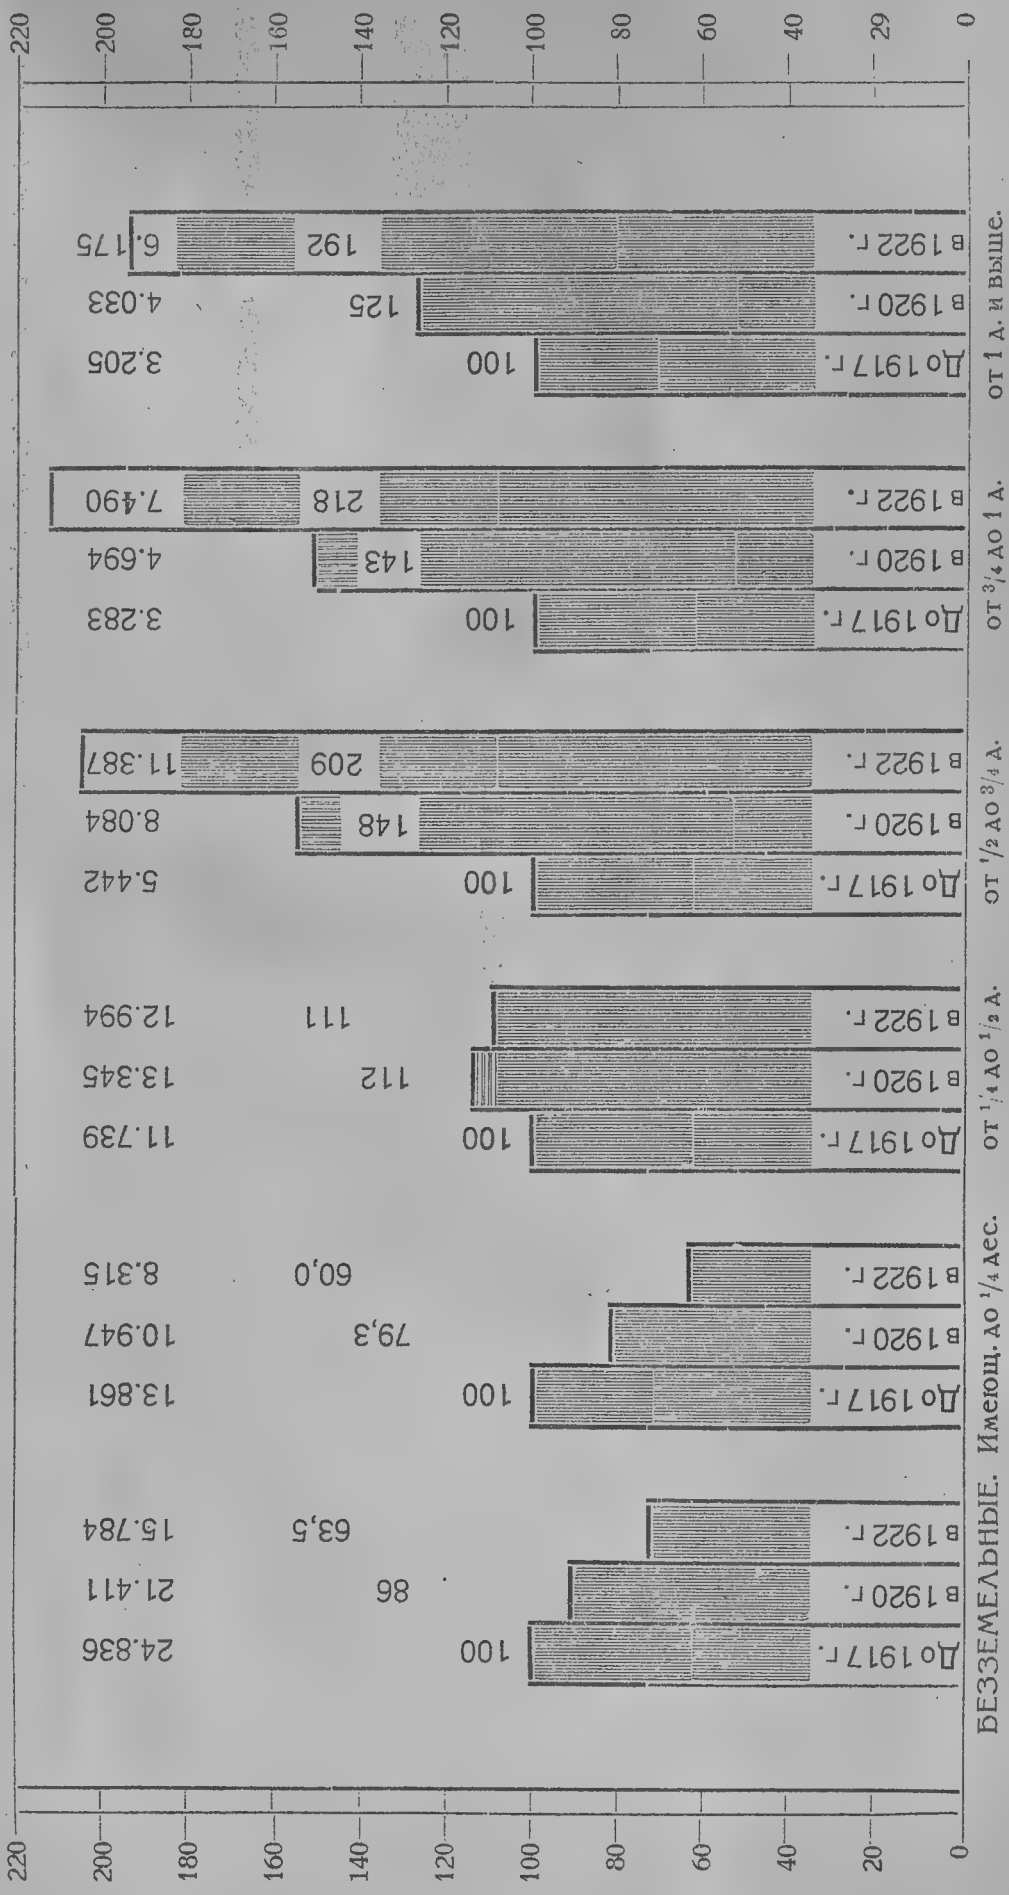 220
200
180
160
140
120
100
80
60
40
20
0
24.836
21.411
15.784
100
86
63,5
До 1917 г
в 1920 г.
в 1922 г.
БЕЗЗЕМЕЛЬНЫЕ.
13.861
10.947
8.315
100
79,3
60,0
До 1917 г.
в 1920 г.
в 1922 г.
Имеющ. до 1/4 дес.
11.739
13.345
12.994
100
112
111
До 1917 г.
в 1920 г.
в 1922 г.
от 1/4 до 1/2 д.
5.442
8.084
11.387
100
148
209
До 1917 г.
в 1920 г.
в 1922 г.
от 1/2 до 3/4 д.
3.283
4.694
7.490
100
143
218
До 1917 г.
в 1920 г
в 1922 г.
от 3/4 до 1 д.
3.205
4.033
6.175
100
125
192
До 1917 г.
в 1920 г
в 1922 г.
от 1 д. и выше.
220
200
180
160
140
120
100
80
60
40
29
0